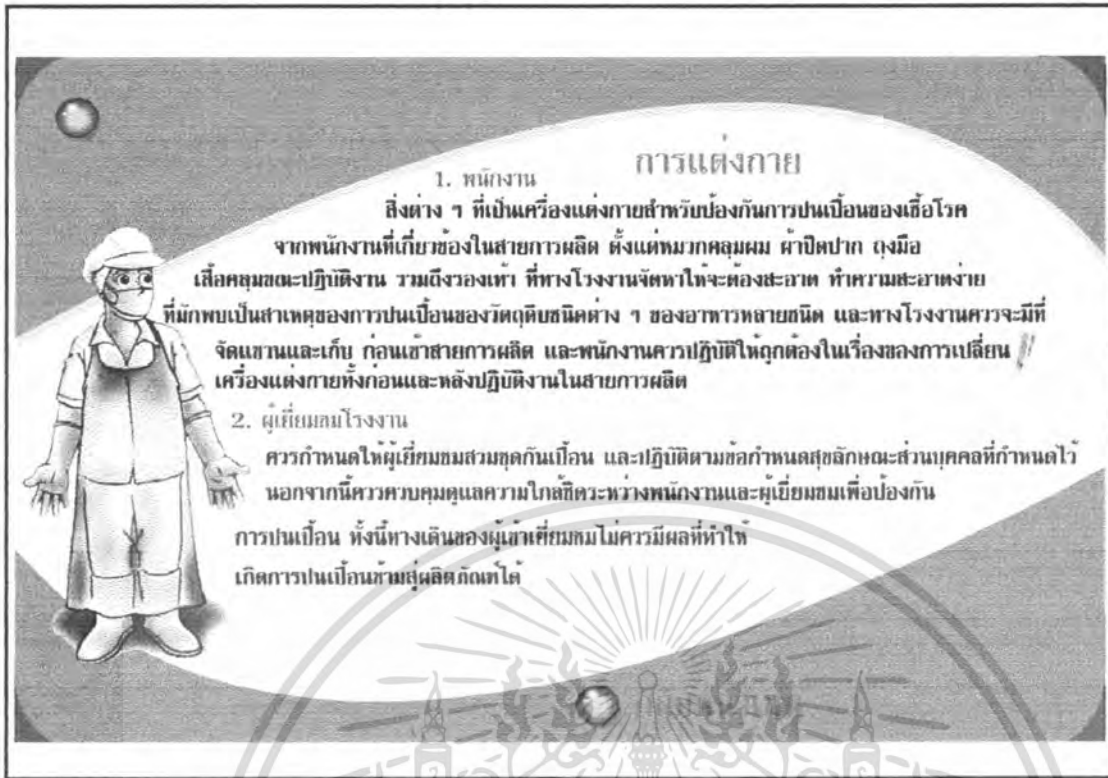 การแต่งกาย
1. พนักงาน
สิ่งต่าง ๆ ที่เป็นเครื่องแต่งกายสำหรับป้องกันการปนเปื้อนของเชื้อโรค
จากพนักงานที่เกี่ยวข้องในสายการผลิต ตั้งแต่หมวกคลุมผม ผ้าปิดปาก ถุงมือ
เสื้อคลุมขณะปฏิบัติงาน รวมถึงรองเท้า ที่ทางโรงงานจัดหาให้จะต้องสะอาด ทำความสะอาดง่าย
ที่มักพบเป็นสาเหตุของการปนเปื้อนของวัตถุดิบชนิดต่าง ๆ ของอาหารหลายชนิด และทางโรงงานควรจะมีที่
จัดแขวนและเก็บ ก่อนเข้าสายการผลิต และพนักงานควรปฏิบัติให้ถูกต้องในเรื่องของการเปลี่ยน
เครื่องแต่งกายทั้งก่อนและหลังปฏิบัติงานในสายการผลิต
2. ผู้เยี่ยมชมโรงงาน
ควรกำหนดให้ผู้เยี่ยมชมสวมชุดกันเปื้อน และปฏิบัติตามข้อกำหนดสุขลักษณะส่วนบุคคลที่กำหนดไว้
นอกจากนี้ควรควบคุมดูแลความใกล้ชิดระหว่างพนักงานและผู้เยี่ยมชมเพื่อป้องกัน
การปนเปื้อน ทั้งนี้ทางเดินของผู้เข้าเยี่ยมชมไม่ควรมีผลที่ทำให้
เกิดการปนเปื้อนข้ามสู่ผลิตภัณฑ์ได้